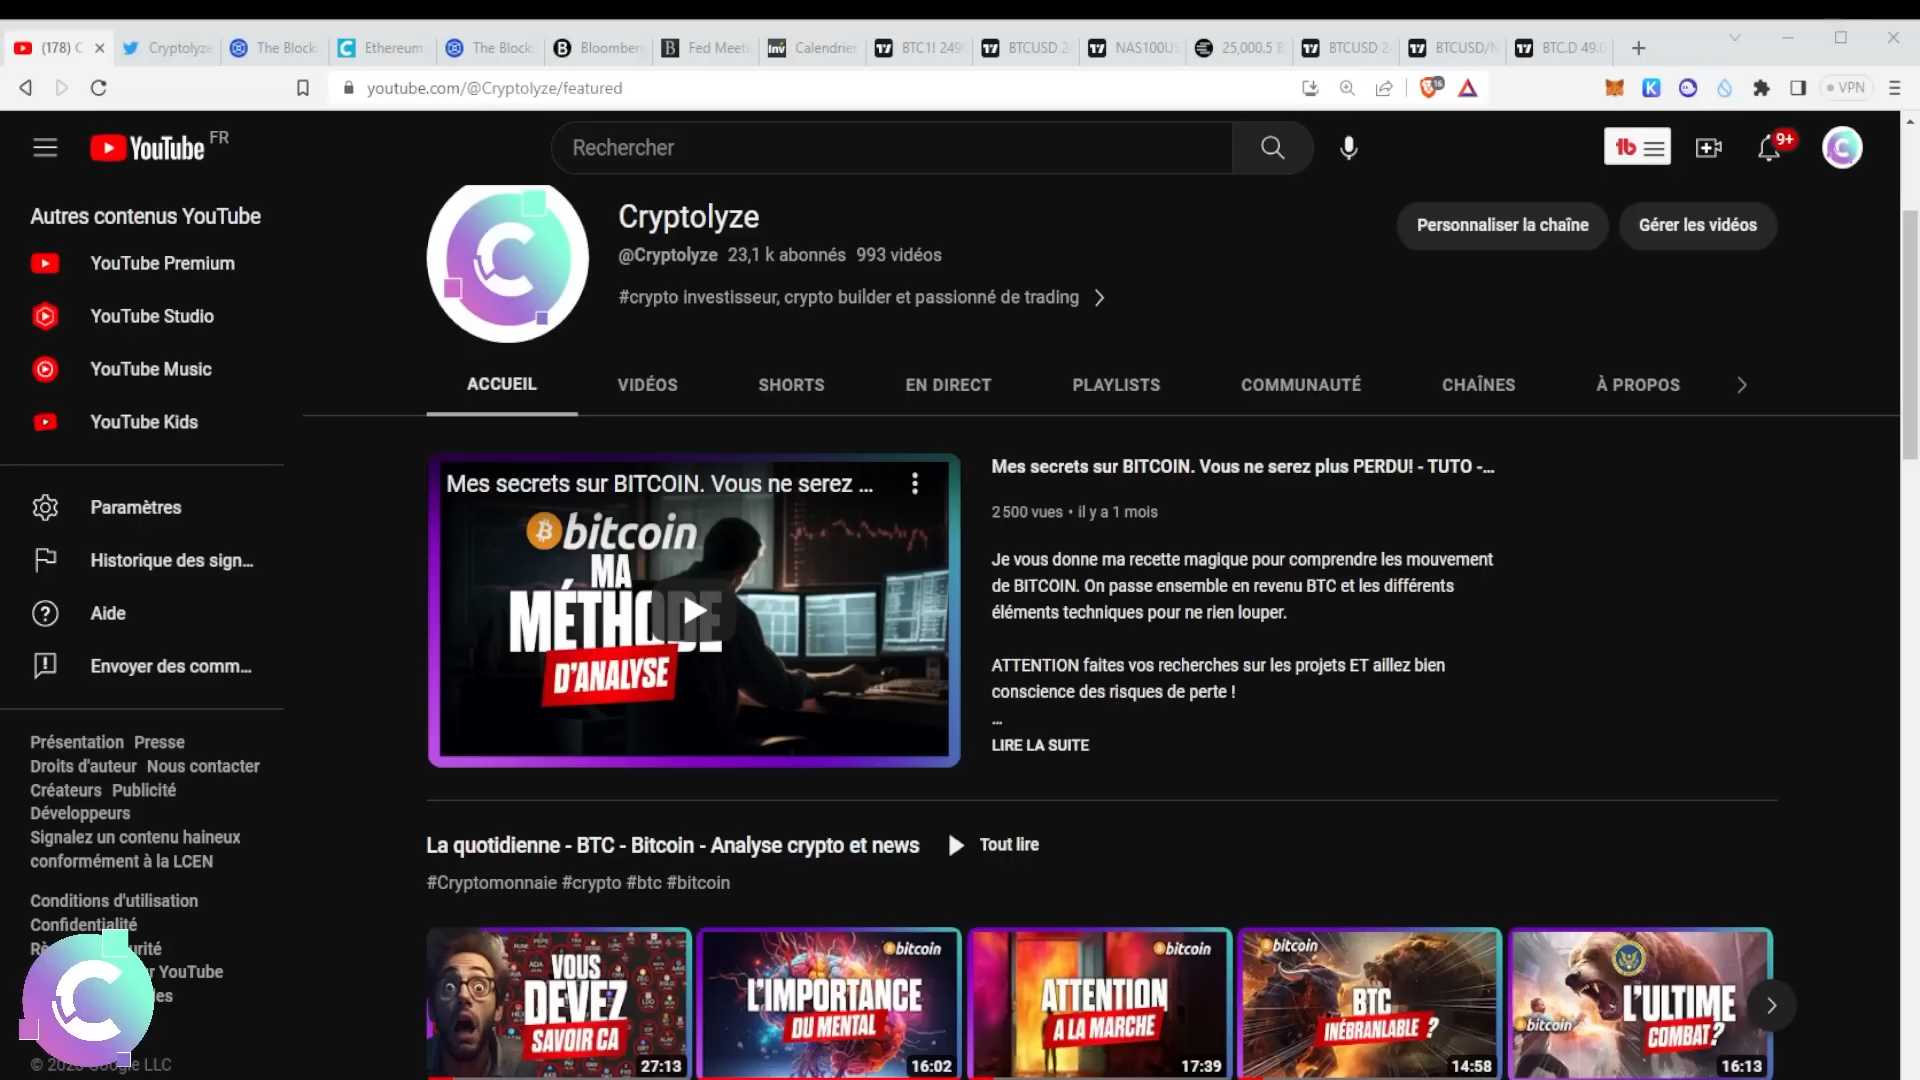 (178) C
Cryptolyze
The Block
Ethereum
The Block
Bloomber
Fed Meeti
Calendrier
BTC1! 249
BTCUSD 2
NAS100US
25,000.5 B
BTCUSD 2
BTCUSD/
BTC.D 49.0
youtube.com/@Cryptolyze/featured
16
VPN
YouTube FR
Rechercher
9+
Autres contenus YouTube
YouTube Premium
YouTube Studio
YouTube Music
YouTube Kids
Paramètres
Historique des sign...
Aide
Envoyer des comm...
Présentation Presse
Droits d'auteur Nous contacter
Créateurs Publicité
Développeurs
Signalez un contenu haineux
conformément à la LCEN
Conditions d'utilisation
Confidentialité
YouTube
Cryptolyze
@Cryptolyze 23,1 k abonnés 993 vidéos
#crypto investisseur, crypto builder et passionné de trading
Personnaliser la chaîne
Gérer les vidéos
ACCUEIL
VIDÉOS
SHORTS
EN DIRECT
PLAYLISTS
COMMUNAUTÉ
CHAÎNES
À PROPOS
Mes secrets sur BITCOIN. Vous ne serez ...
bitcoin
MA
MÉTHODE
D'ANALYSE
Mes secrets sur BITCOIN. Vous ne serez plus PERDU! - TUTO -...
2 500 vues • il y a 1 mois
Je vous donne ma recette magique pour comprendre les mouvement
de BITCOIN. On passe ensemble en revenu BTC et les différents
éléments techniques pour ne rien louper.
ATTENTION faites vos recherches sur les projets ET aillez bien
conscience des risques de perte !
...
LIRE LA SUITE
La quotidienne - BTC - Bitcoin - Analyse crypto et news
Tout lire
#Cryptomonnaie #crypto #btc #bitcoin
VOUS
DEVEZ
SAVOIR CA
27:13
bitcoin
L'IMPORTANCE
DU MENTAL
16:02
bitcoin
ATTENTION
A LA MARCHE
17:39
bitcoin
BTC
INÉBRANLABLE ?
14:58
bitcoin
L'ULTIME
COMBAT?
16:13